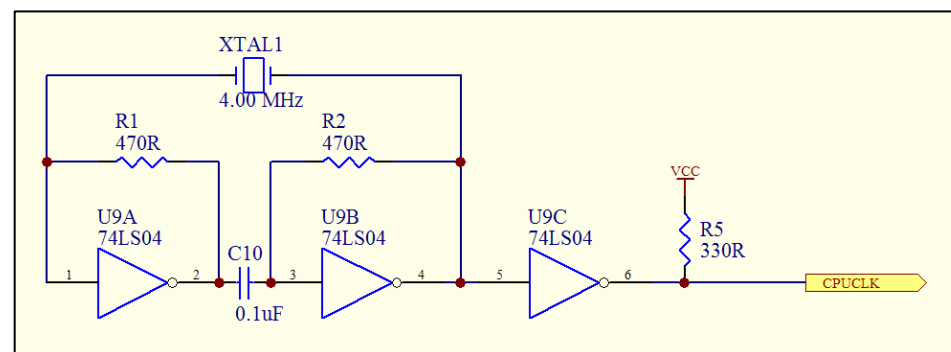 XTAL1
4.00 MHz
R1
470R
R2
470R
VCC
R5
330R
U9A
74LS04
C10
0.1uF
U9B
74LS04
U9C
74LS04
1
2
3
4
5
6
CPUCLK